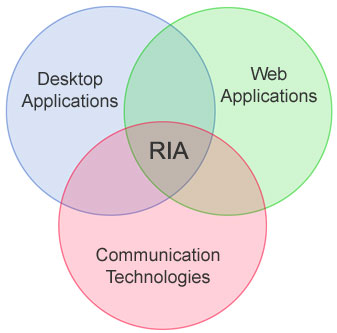 Desktop
Applications
Web
Applications
RIA
Communication
Technologies